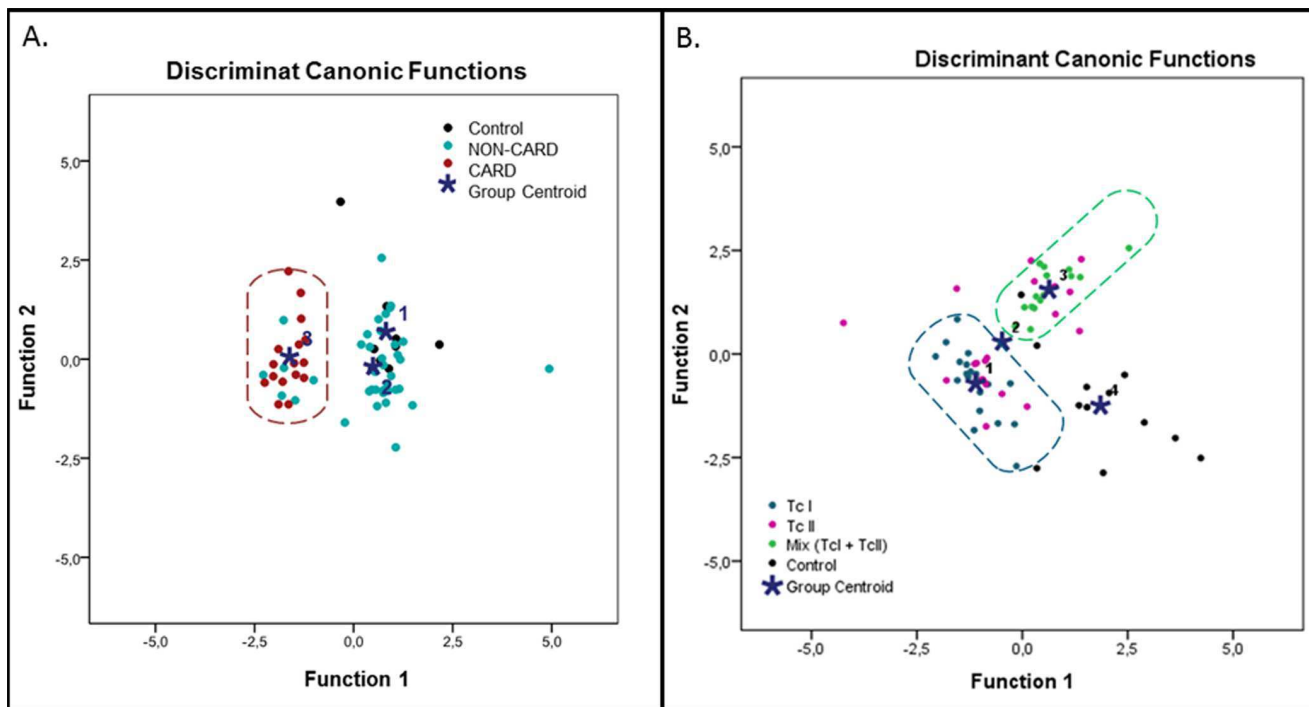 A.
Discriminat Canonic Functions
Control
NON-CARD
CARD
Group Centroid
5,0
2,5
0,0
-2,5
-5,0
Function 2
1
2
3
-5,0 -2,5 0,0 2,5 5,0
Function 1
B.
Discriminant Canonic Functions
5,0
2,5
0,0
-2,5
-5,0
Function 2
3
2
1
4
Tc I
Tc II
Mix (TcI + TcII)
Control
Group Centroid
-5,0 -2,5 0,0 2,5 5,0
Function 1